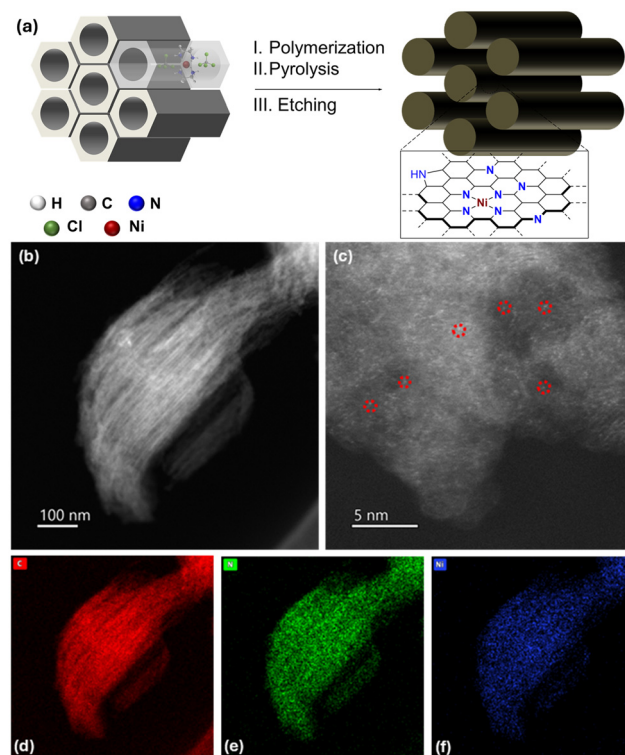 (a)
I. Polymerization
II.Pyrolysis
III. Etching
HN
N
N
N
N
Ni
N
N
N
H C N
Cl Ni
(b)
100 nm
(c)
5 nm
C
(d)
N
(e)
Ni
(f)